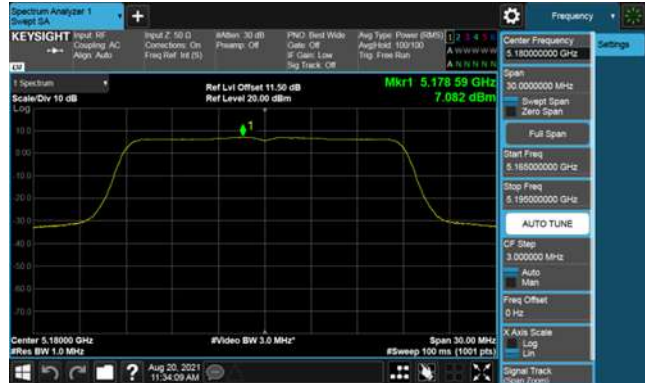 Spectrum Analyzer 1
Swept SA
+
Frequency
KEYSIGHT
Input: RF
Coupling: AC
Align: Auto
Input Z: 50 Ω
Corrections: On
Freq Ref: Int (S)
#Atten: 30 dB
Preamp: Off
PNO: Best Wide
Gate: Off
IF Gain: Low
Sig Track: Off
Avg Type: Power (RMS)
Avg|Hold: 100/100
Trig: Free Run
1 2 3 4 5 6
A W W W W W
A N N N N N
1 Spectrum
Scale/Div 10 dB
Log
Ref Lvl Offset 11.50 dB
Ref Level 20.00 dBm
Mkr1 5.178 59 GHz
7.082 dBm
1
10.0
0.00
-10.0
-20.0
-30.0
-40.0
-50.0
-60.0
-70.0
Center 5.18000 GHz
#Res BW 1.0 MHz
#Video BW 3.0 MHz*
Span 30.00 MHz
#Sweep 100 ms (1001 pts)
?
Aug 20, 2021
11:34:09 AM
Center Frequency
5.180000000 GHz
Settings
Span
30.0000000 MHz
Swept Span
Zero Span
Full Span
Start Freq
5.165000000 GHz
Stop Freq
5.195000000 GHz
AUTO TUNE
CF Step
3.000000 MHz
Auto
Man
Freq Offset
0 Hz
X Axis Scale
Log
Lin
Signal Track
(Span Zoom)